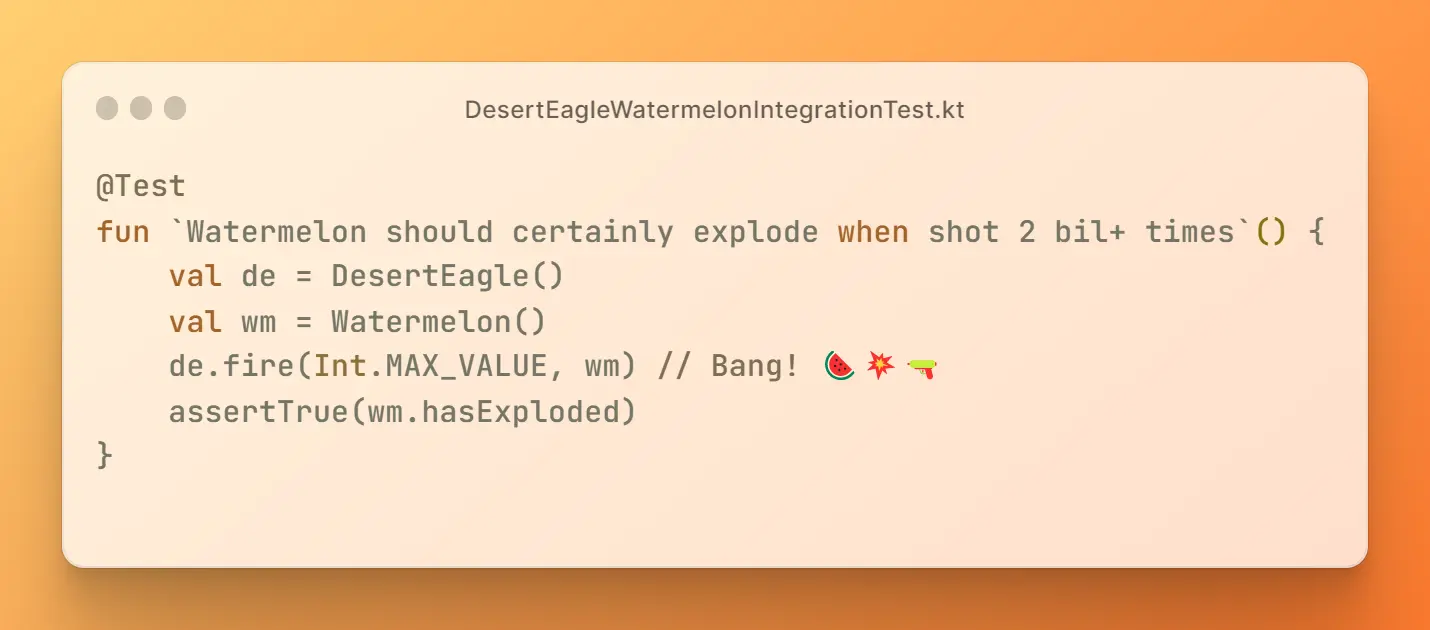 DesertEagleWatermelonIntegrationTest.kt
@Test
fun `Watermelon should certainly explode when shot 2 bil+ times`() {
    val de = DesertEagle()
    val wm = Watermelon()
    de.fire(Int.MAX_VALUE, wm) // Bang! 🍉💥🔫
    assertTrue(wm.hasExploded)
}